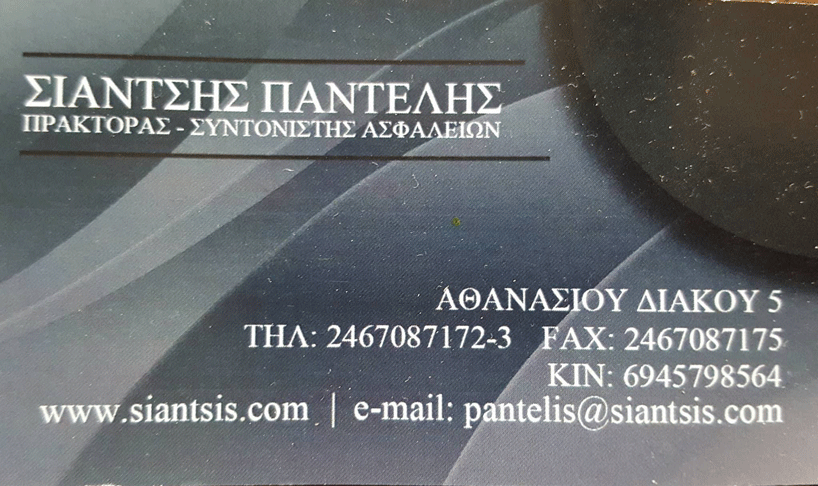 ΣΙΑΝΤΣΗΣ ΠΑΝΤΕΛΗΣ
ΠΡΑΚΤΟΡΑΣ - ΣΥΝΤΟΝΙΣΤΗΣ ΑΣΦΑΛΕΙΩΝ
ΑΘΑΝΑΣΙΟΥ ΔΙΑΚΟΥ 5
ΤΗΛ: 2467087172-3 FAX: 2467087175
ΚΙΝ: 6945798564
www.siantsis.com | e-mail: pantelis@siantsis.com